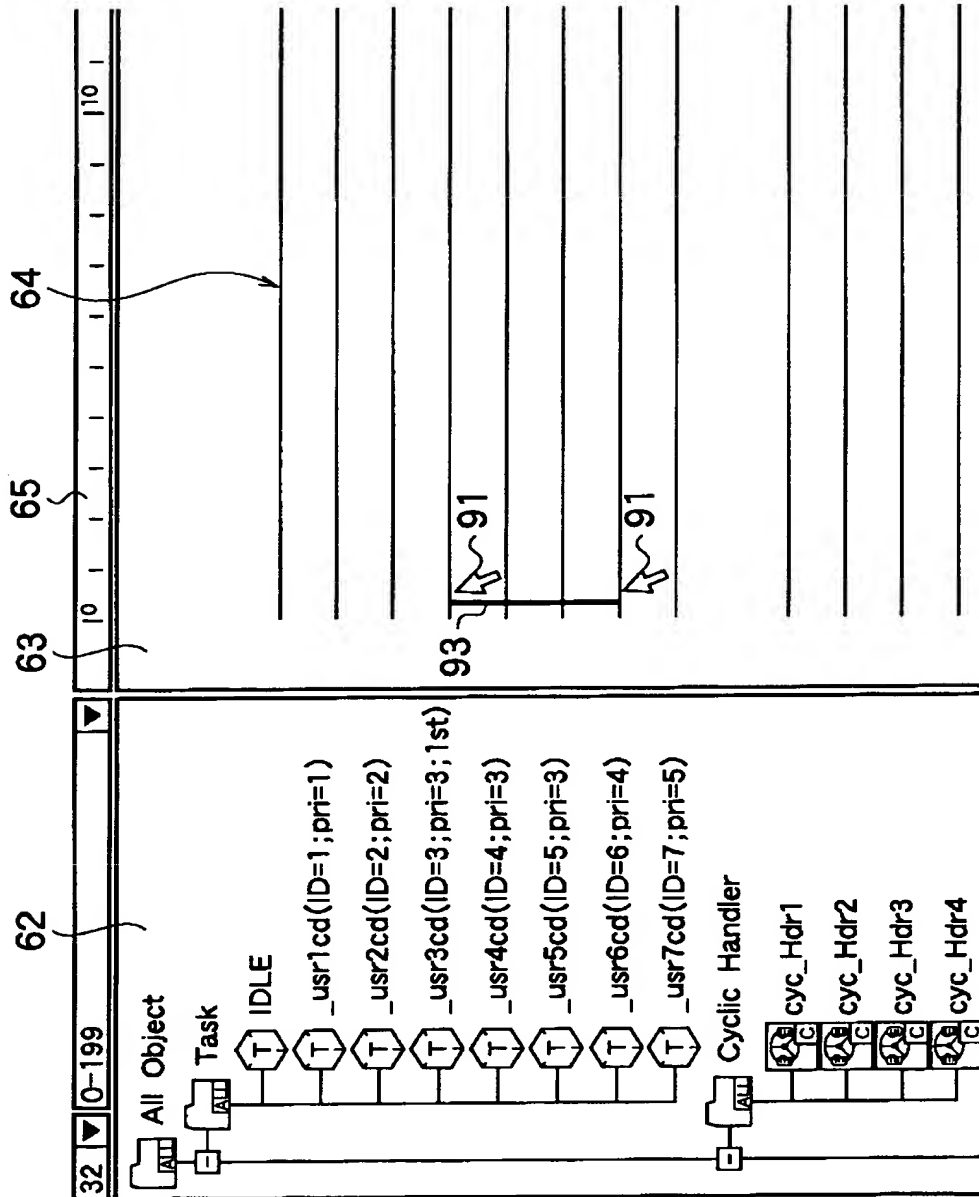 62
63
65
64
32 ▼ 0-199 ▼
|0 |10
All Object
ALL
Task
ALL
T IDLE
T _usr1cd(ID=1;pri=1)
T _usr2cd(ID=2;pri=2)
T _usr3cd(ID=3;pri=3;1st)
T _usr4cd(ID=4;pri=3)
T _usr5cd(ID=5;pri=3)
T _usr6cd(ID=6;pri=4)
T _usr7cd(ID=7;pri=5)
93
91
91
Cyclic Handler
ALL
C cyc_Hdr1
C cyc_Hdr2
C cyc_Hdr3
C cyc_Hdr4